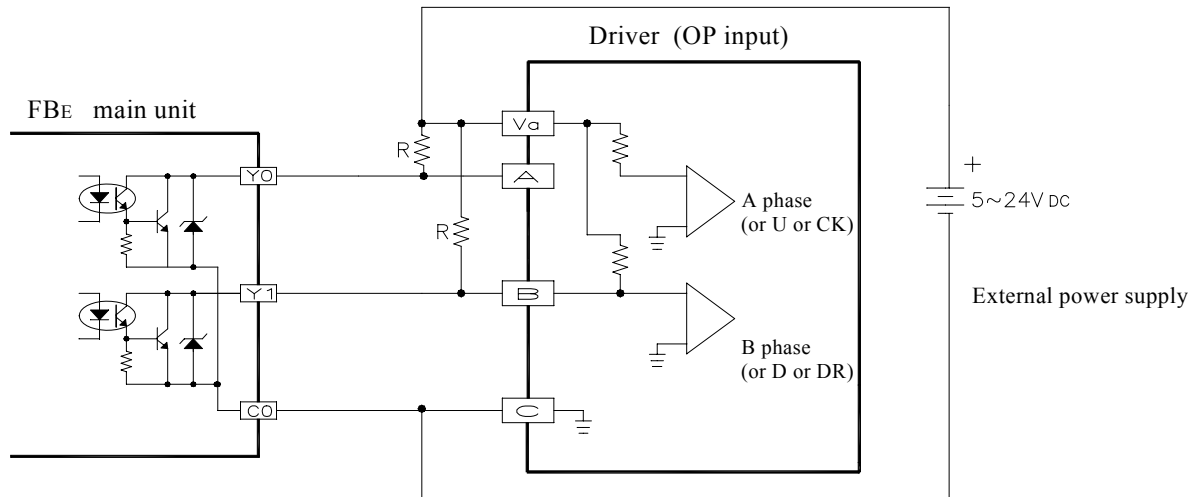 Driver (OP input)
FBE main unit
Va
R
Y0
A
+
5~24V DC
A phase
(or U or CK)
R
Y1
B
External power supply
B phase
(or D or DR)
C0
C